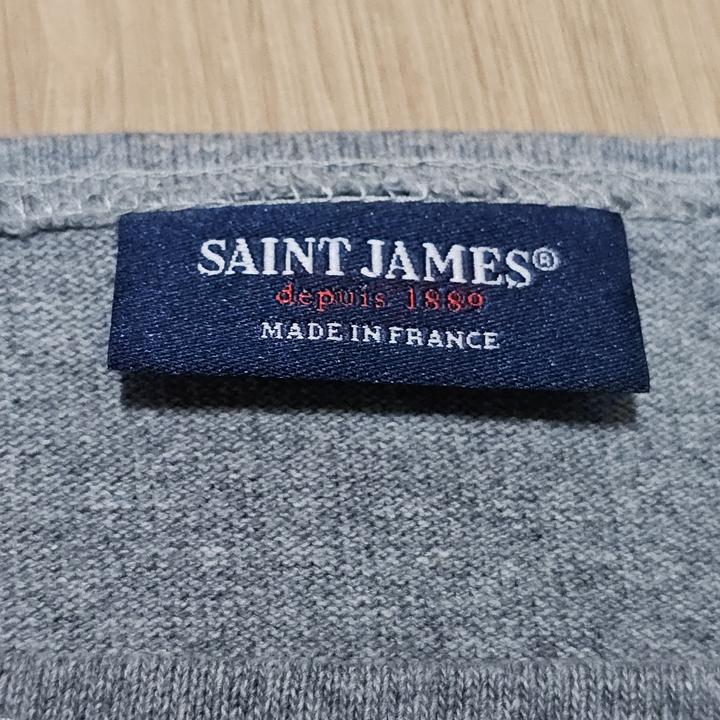 SAINT JAMES®
depuis 1889
MADE IN FRANCE